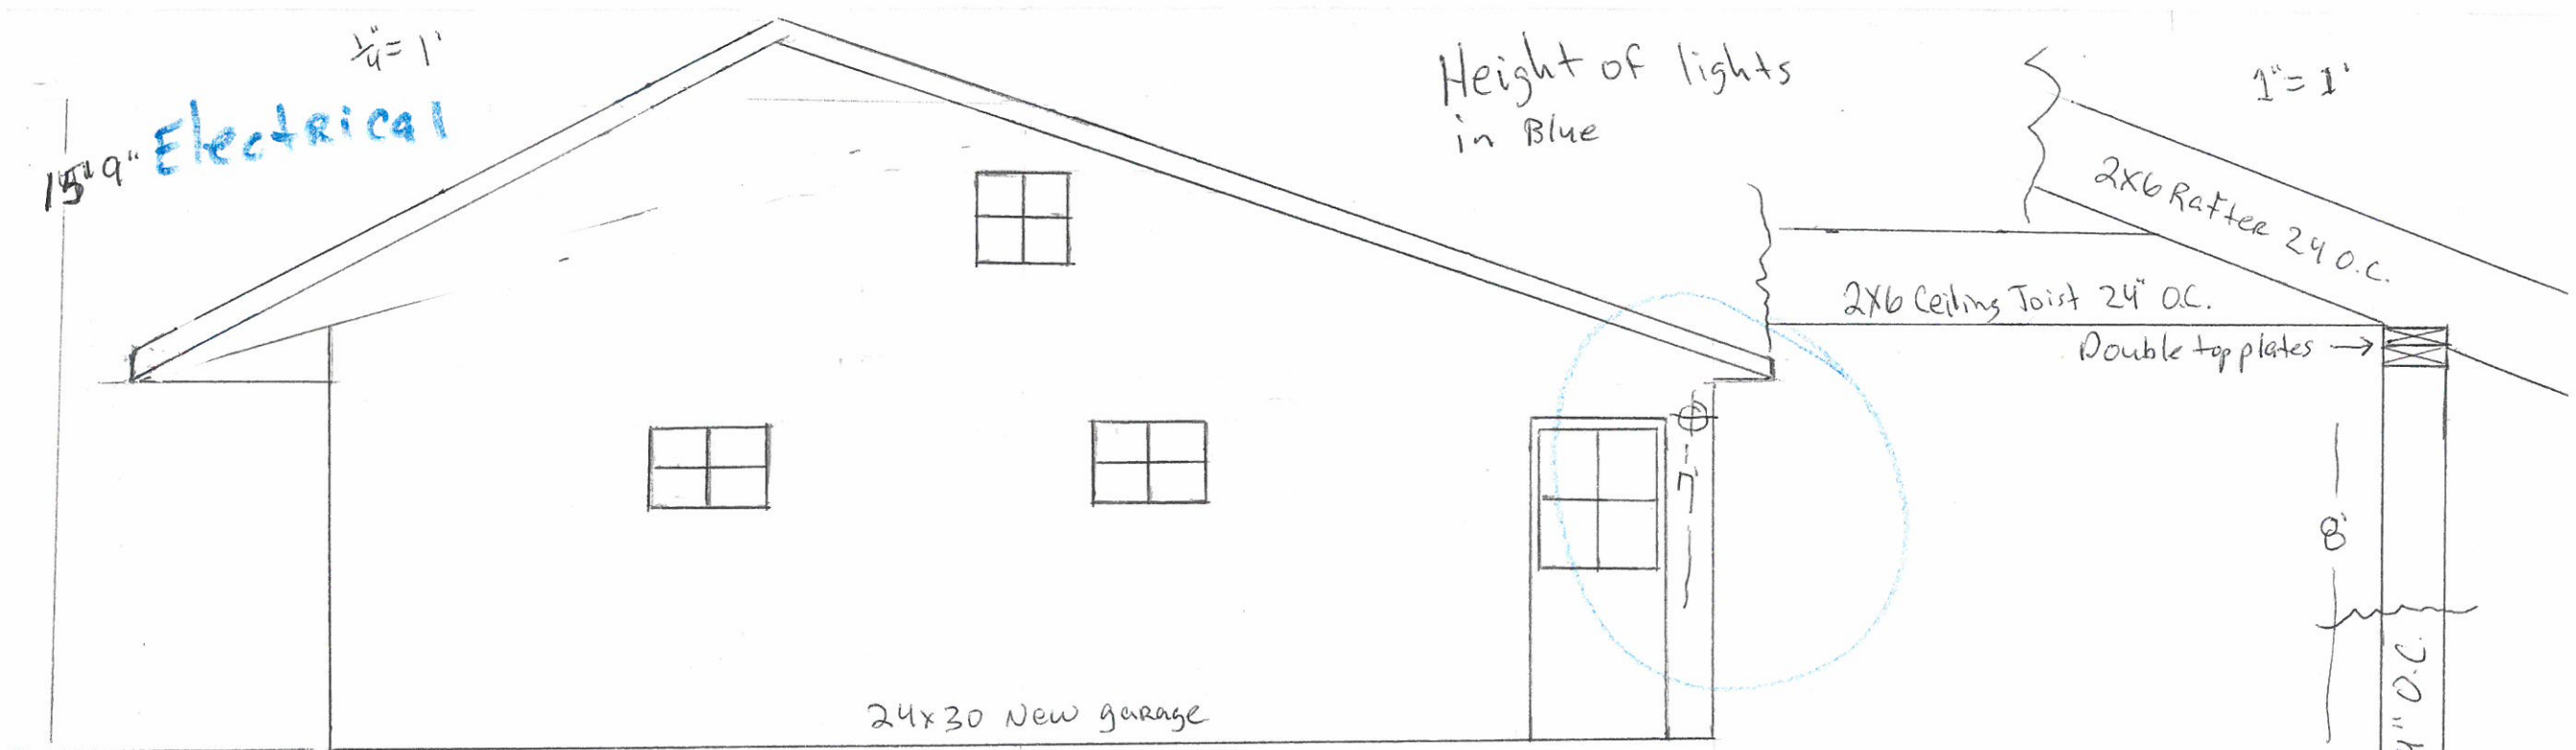 1/4" = 1'
15' 9"
Electrical
Height of lights
in Blue
1" = 1'
2X6 Rafter 24 O.C.
2X6 Ceiling Joist 24" O.C.
Double top plates →
7'
8'
24x30 New garage
" O.C.